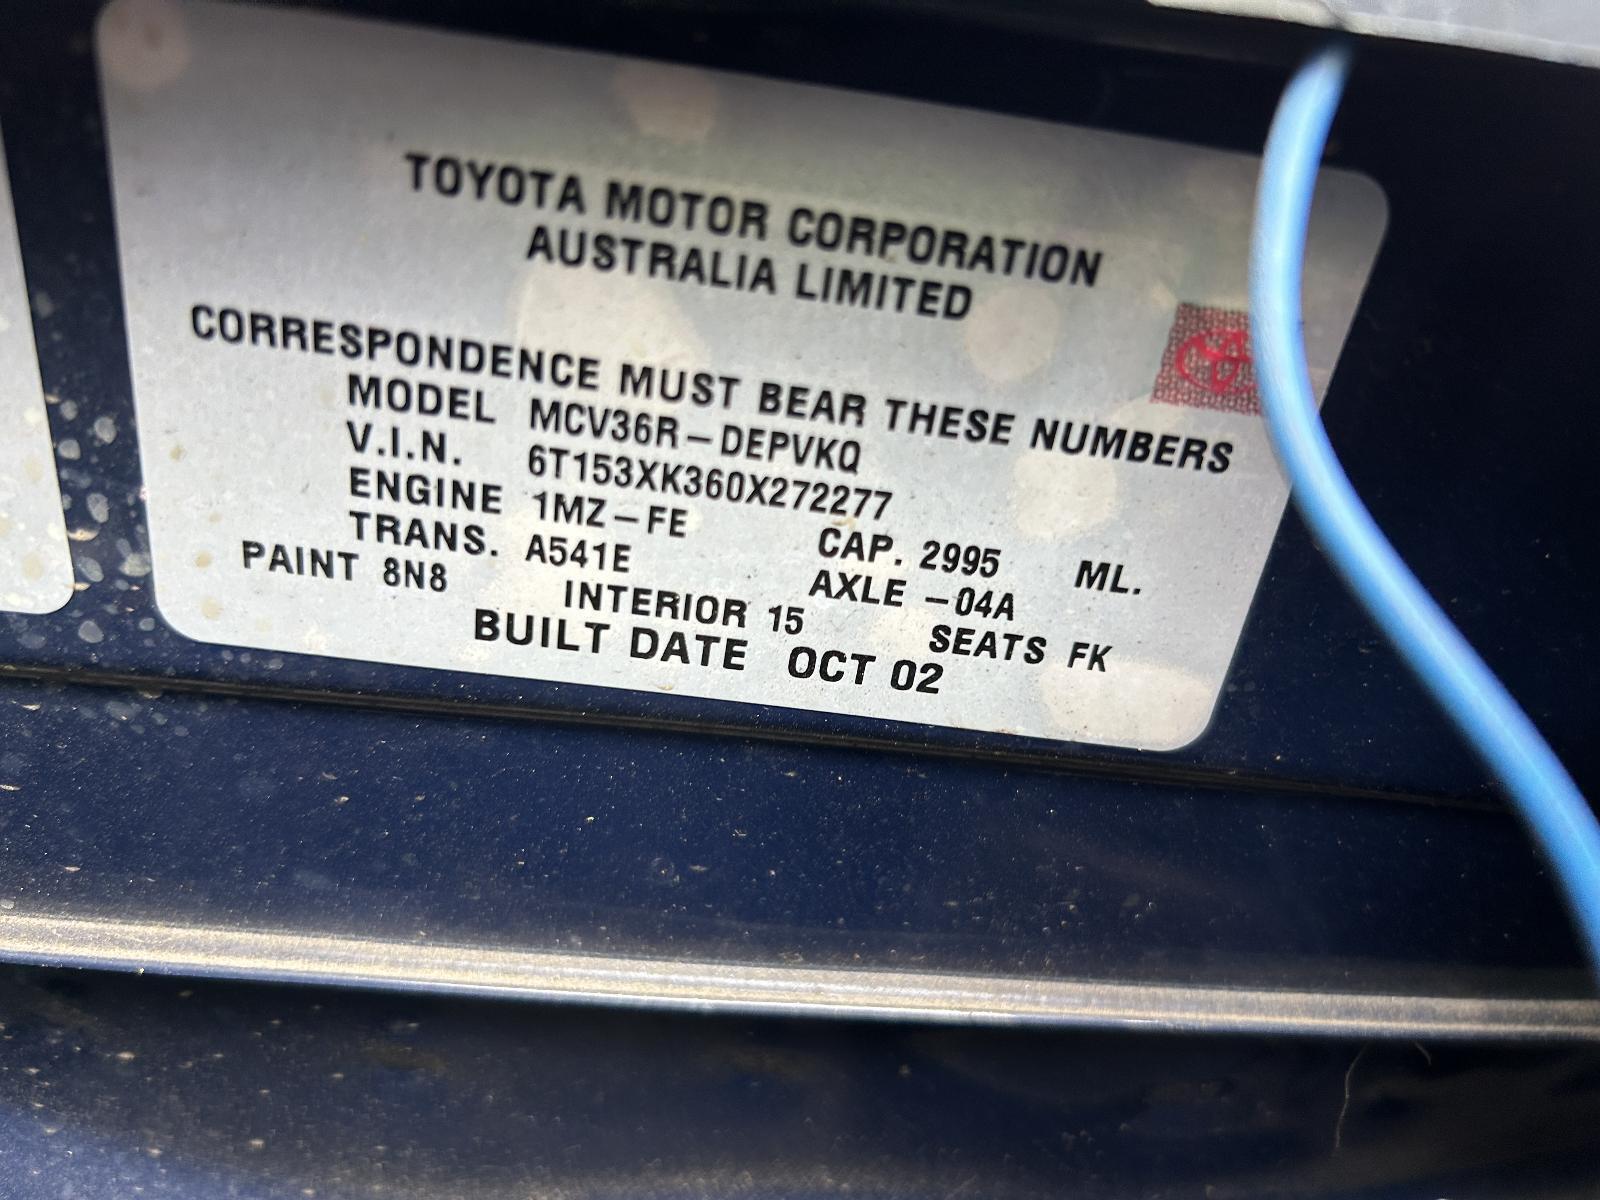 TOYOTA MOTOR CORPORATION
AUSTRALIA LIMITED
CORRESPONDENCE MUST BEAR THESE NUMBERS
MODEL MCV36R-DEPVKQ
V.I.N. 6T153XK360X272277
ENGINE 1MZ-FE CAP. 2995 ML.
TRANS. A541E AXLE -04A
PAINT 8N8 INTERIOR 15 SEATS FK
BUILT DATE OCT 02